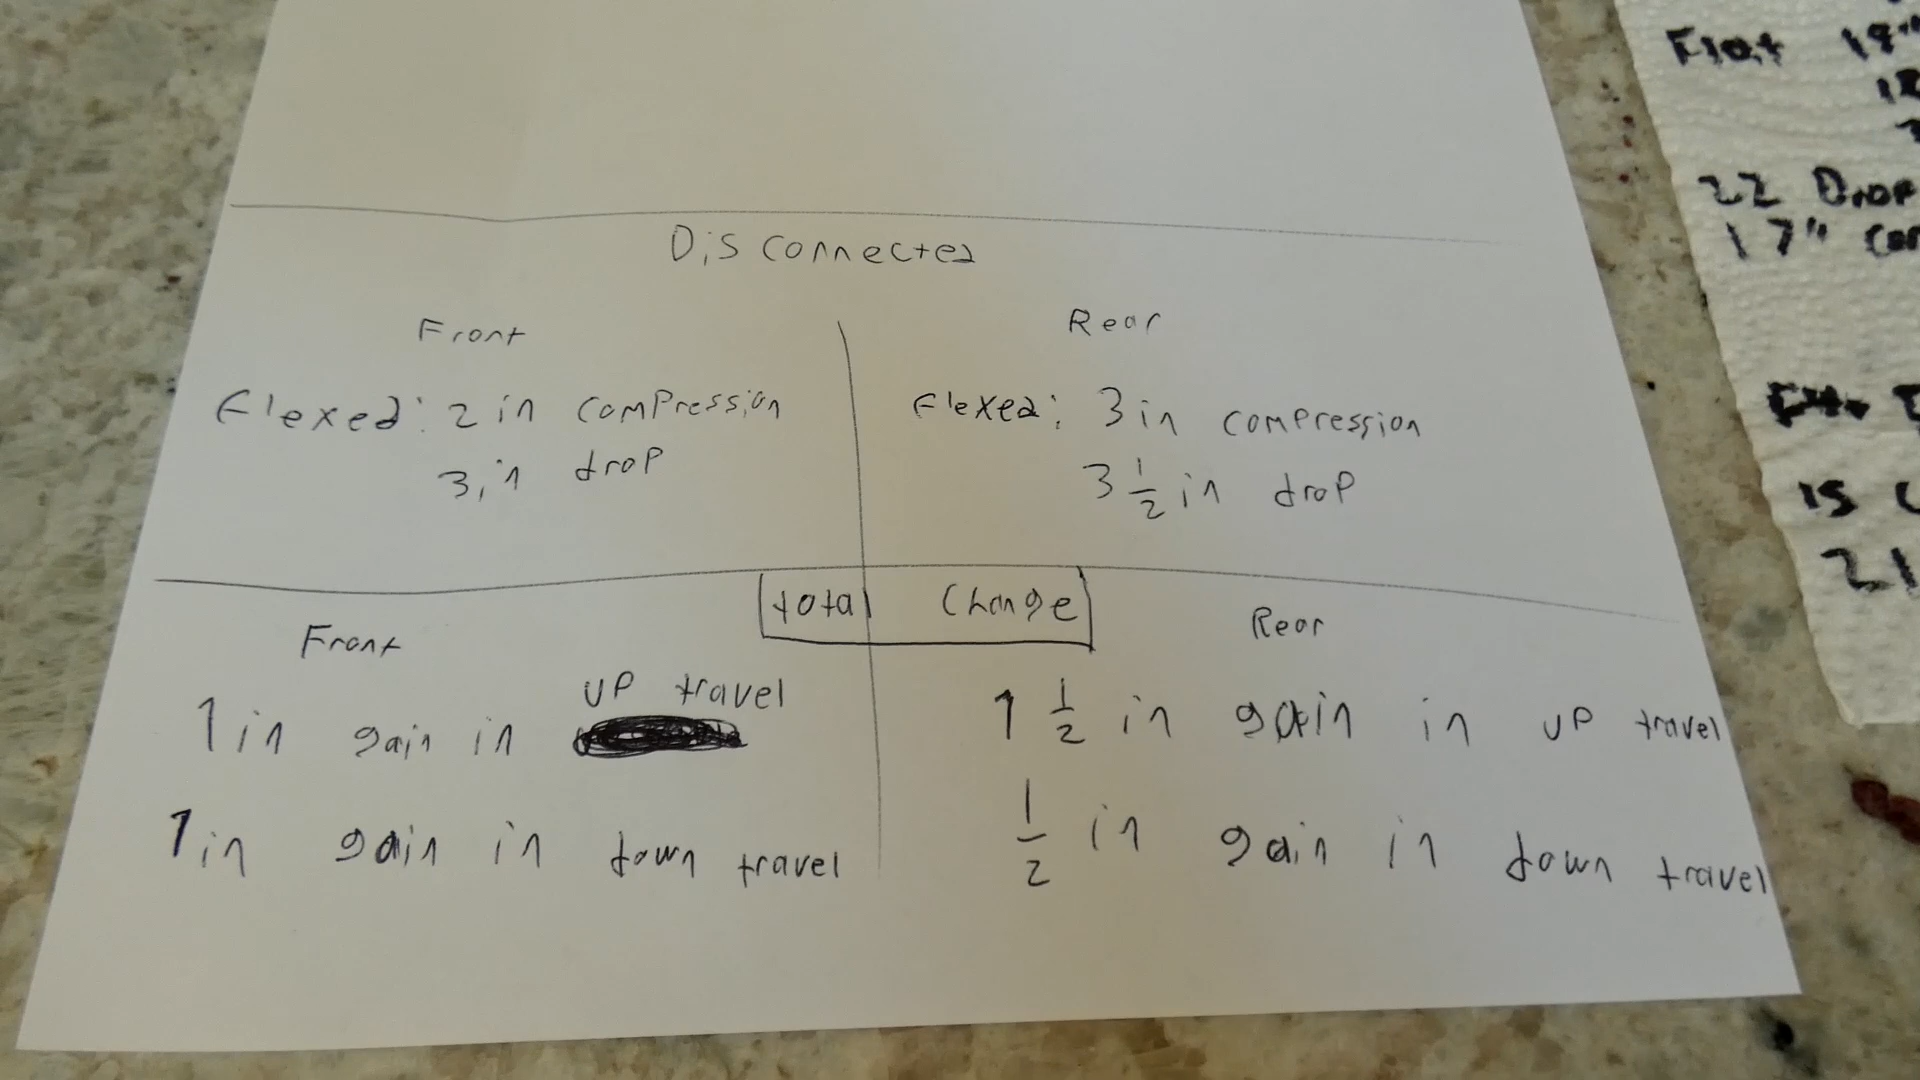 Disconnected
Front
Flexed: 2 in compression
3 in drop
Rear
Flexed: 3 in compression
3 1/2 in drop
total change
Front
1 in gain in up travel
1 in gain in down travel
Rear
1 1/2 in gain in up travel
1/2 in gain in down travel
Flat 18"
22 Drop
17"
is
21